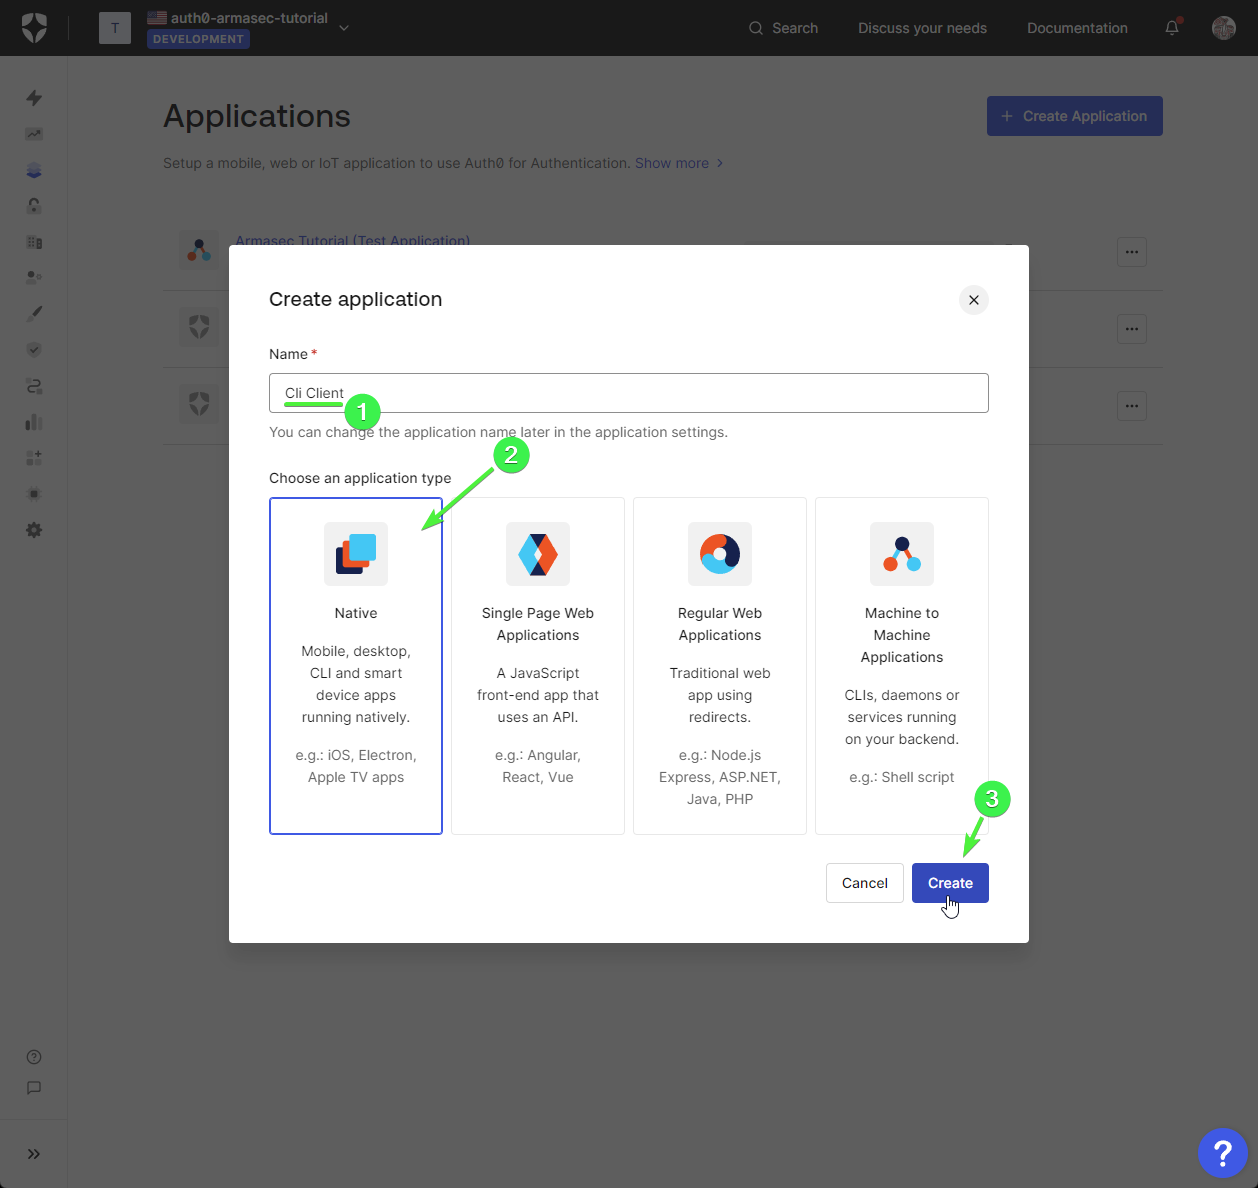 T
auth0-armasec-tutorial
DEVELOPMENT
Search
Discuss your needs
Documentation
Applications
+ Create Application
Setup a mobile, web or IoT application to use Auth0 for Authentication. Show more
Armasec Tutorial (Test Application)
Create application
Name *
Cli Client
1
You can change the application name later in the application settings.
2
Choose an application type
Native
Mobile, desktop,
CLI and smart
device apps
running natively.
e.g.: iOS, Electron,
Apple TV apps
Single Page Web
Applications
A JavaScript
front-end app that
uses an API.
e.g.: Angular,
React, Vue
Regular Web
Applications
Traditional web
app using
redirects.
e.g.: Node.js
Express, ASP.NET,
Java, PHP
Machine to
Machine
Applications
CLIs, daemons or
services running
on your backend.
e.g.: Shell script
3
Cancel
Create
?